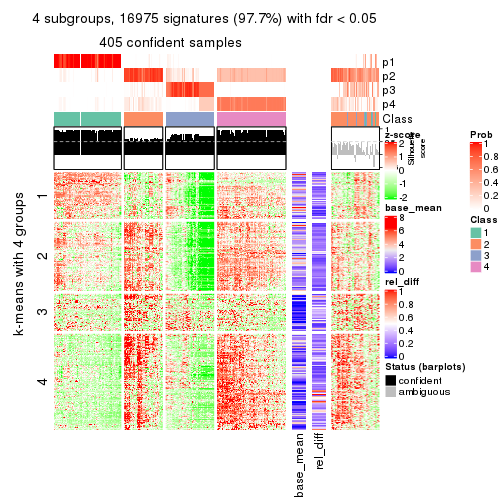 4 subgroups, 16975 signatures (97.7%) with fdr < 0.05
405 confident samples
p1
p2
p3
p4
Class
1
Silhouette
score
k-means with 4 groups
1
2
3
4
base_mean
rel_diff
z-score
2
1
0
-1
-2
base_mean
8
6
4
2
0
rel_diff
1
0.8
0.6
0.4
0.2
0
Status (barplots)
confident
ambiguous
Prob
1
0.8
0.6
0.4
0.2
0
Class
1
2
3
4